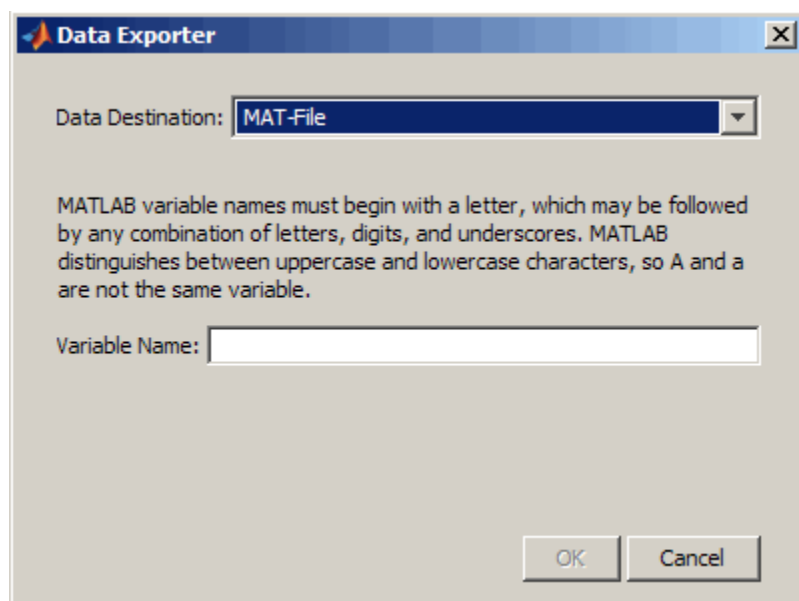 Data Exporter
Data Destination: MAT-File
MATLAB variable names must begin with a letter, which may be followed
by any combination of letters, digits, and underscores. MATLAB
distinguishes between uppercase and lowercase characters, so A and a
are not the same variable.
Variable Name:
OK Cancel